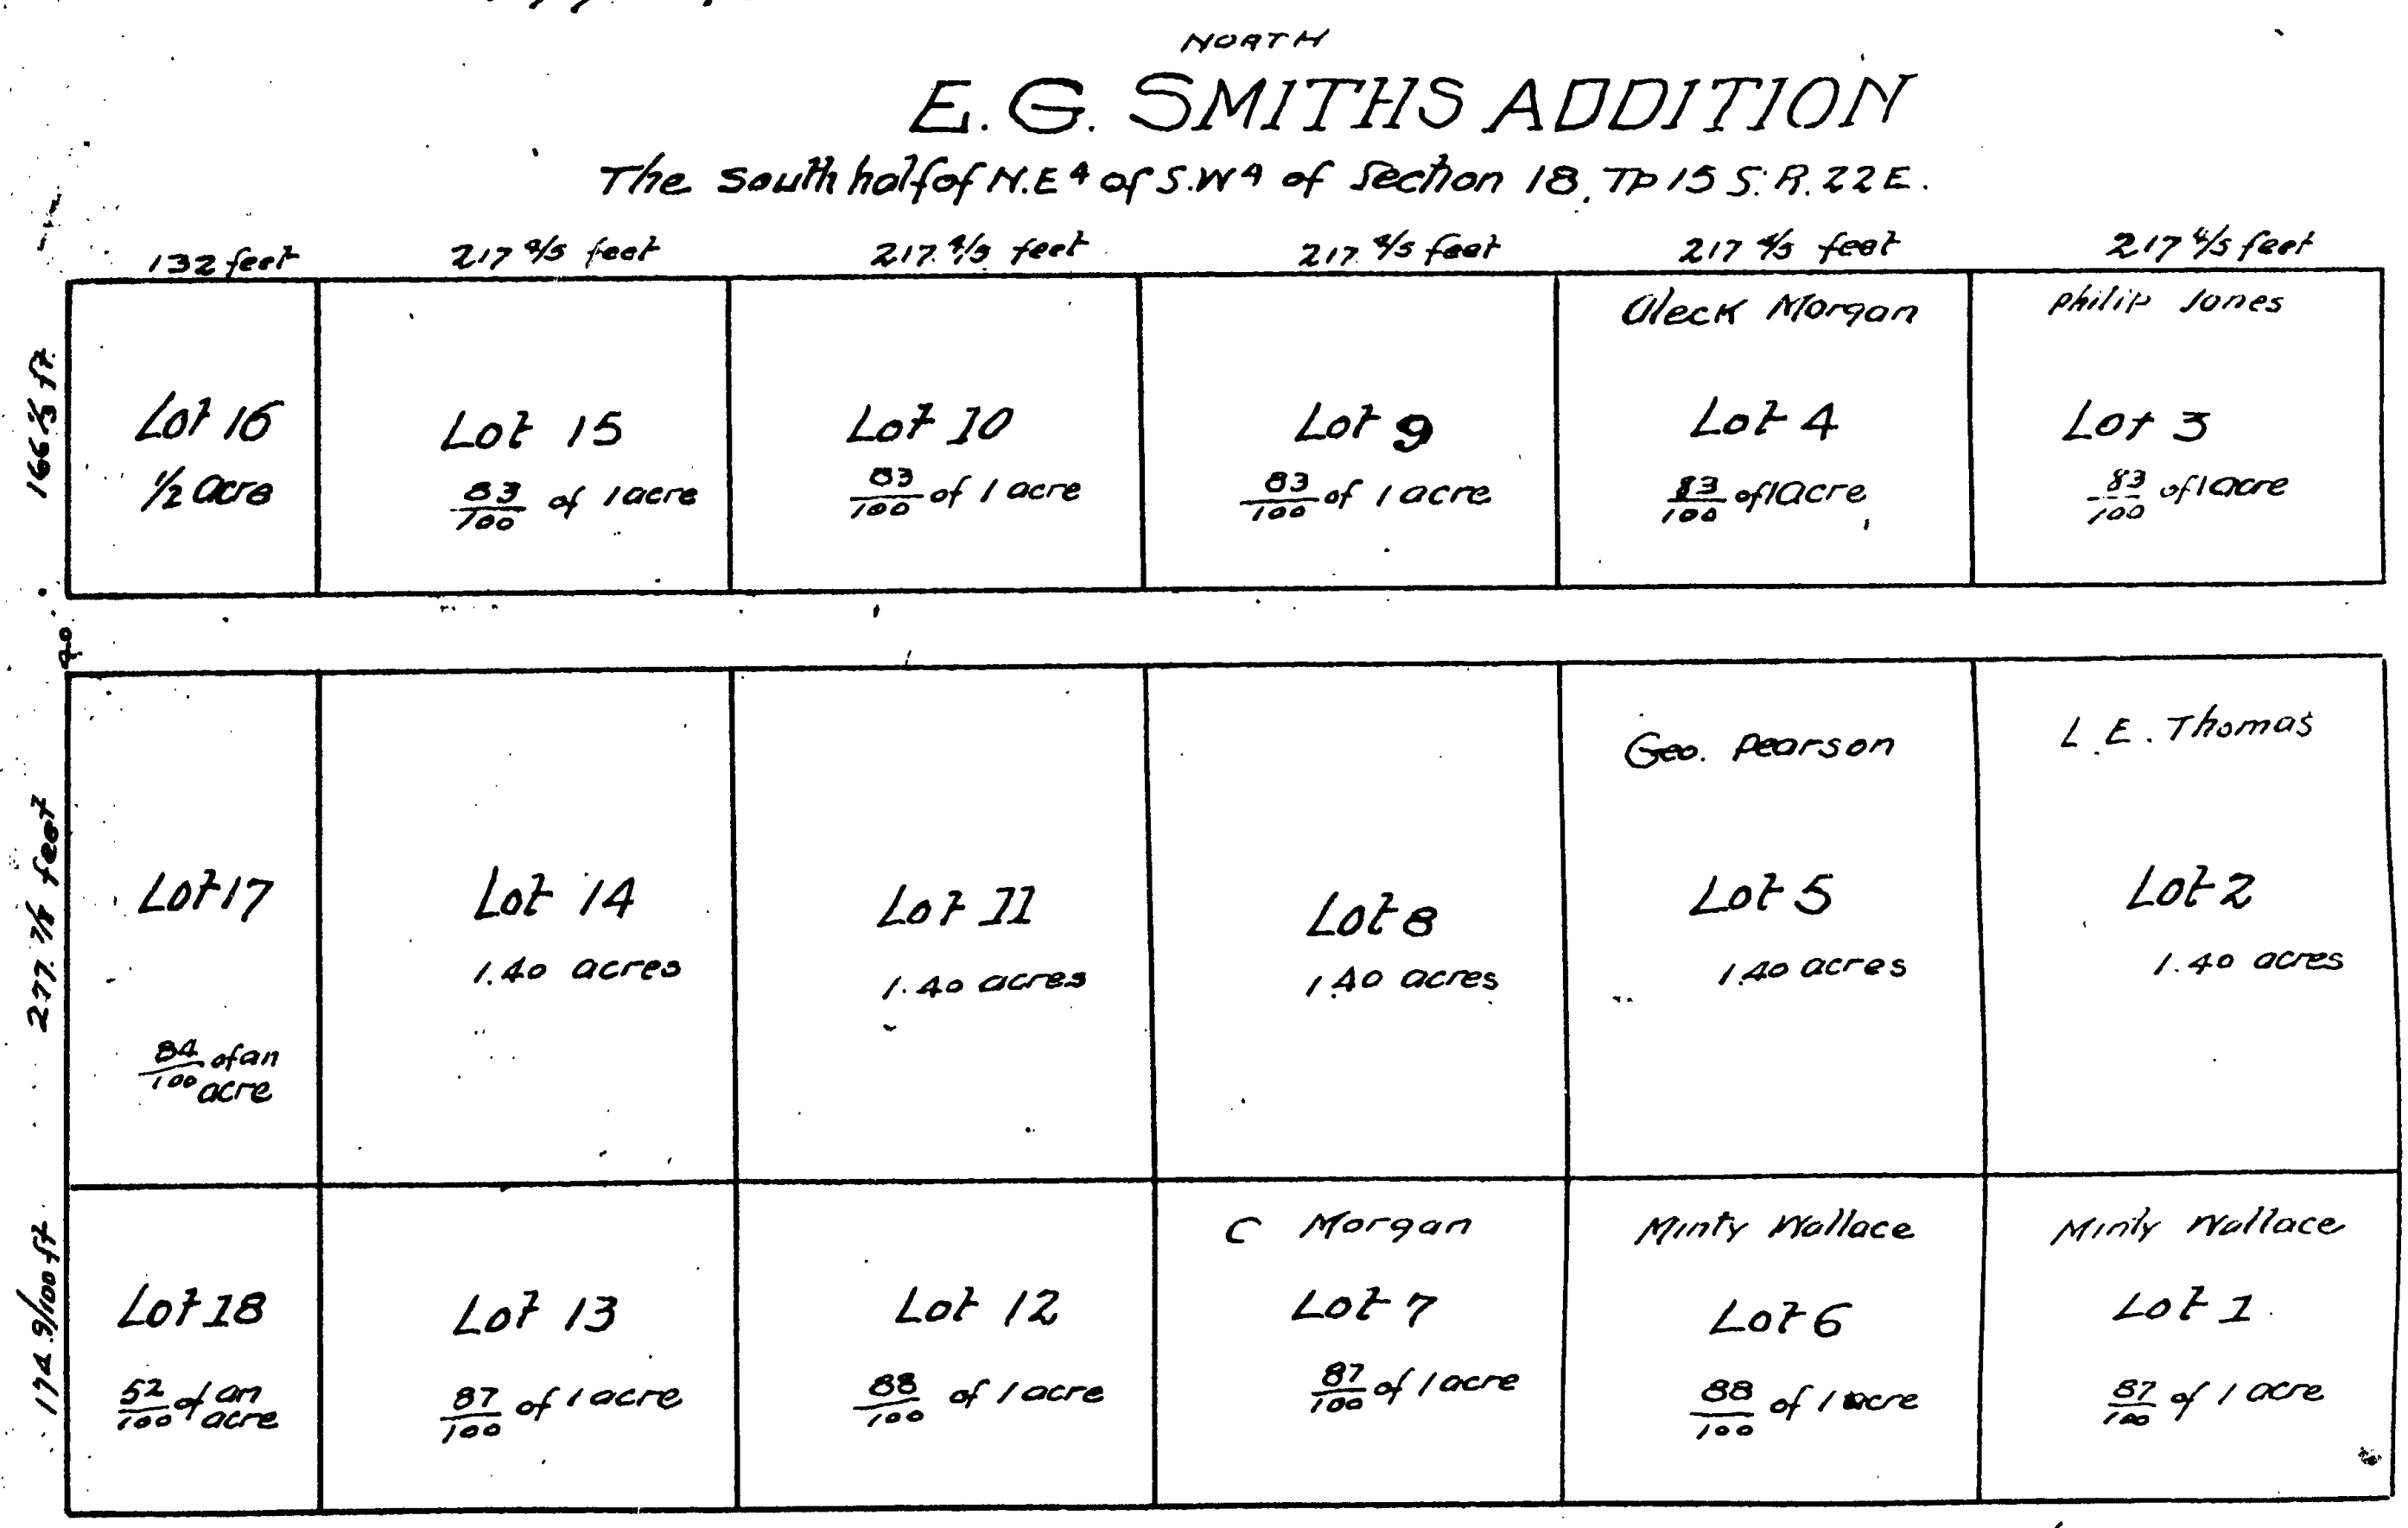 NORTH
E. G. SMITHS ADDITION
The south half of N.E 4 of S.W 4 of Section 18, TP 15 S. R. 22 E.
132 feet 217 4/5 feet 217. 4/5 feet 217. 4/5 feet 217 4/5 feet 217 4/5 feet
Aleck Morgan Philip Jones
166 2/3 ft.
Lot 16 Lot 15 Lot 10 Lot 9 Lot 4 Lot 3
1/2 acre 83/100 of 1 acre 83/100 of 1 acre 83/100 of 1 acre 83/100 of 1 acre 83/100 of 1 acre
40
Geo. Pearson L. E. Thomas
277. feet
Lot 17 Lot 14 Lot 11 Lot 8 Lot 5 Lot 2
1.40 acres 1.40 acres 1.40 acres 1.40 acres 1.40 acres
84/100 of an
acre
C Morgan Minty Wallace Minty Wallace
174.9/100 ft
Lot 18 Lot 13 Lot 12 Lot 7 Lot 6 Lot 1
52/100 of an 87/100 of 1 acre 88/100 of 1 acre 87/100 of 1 acre 88/100 of 1 acre 87/100 of 1 acre
acre